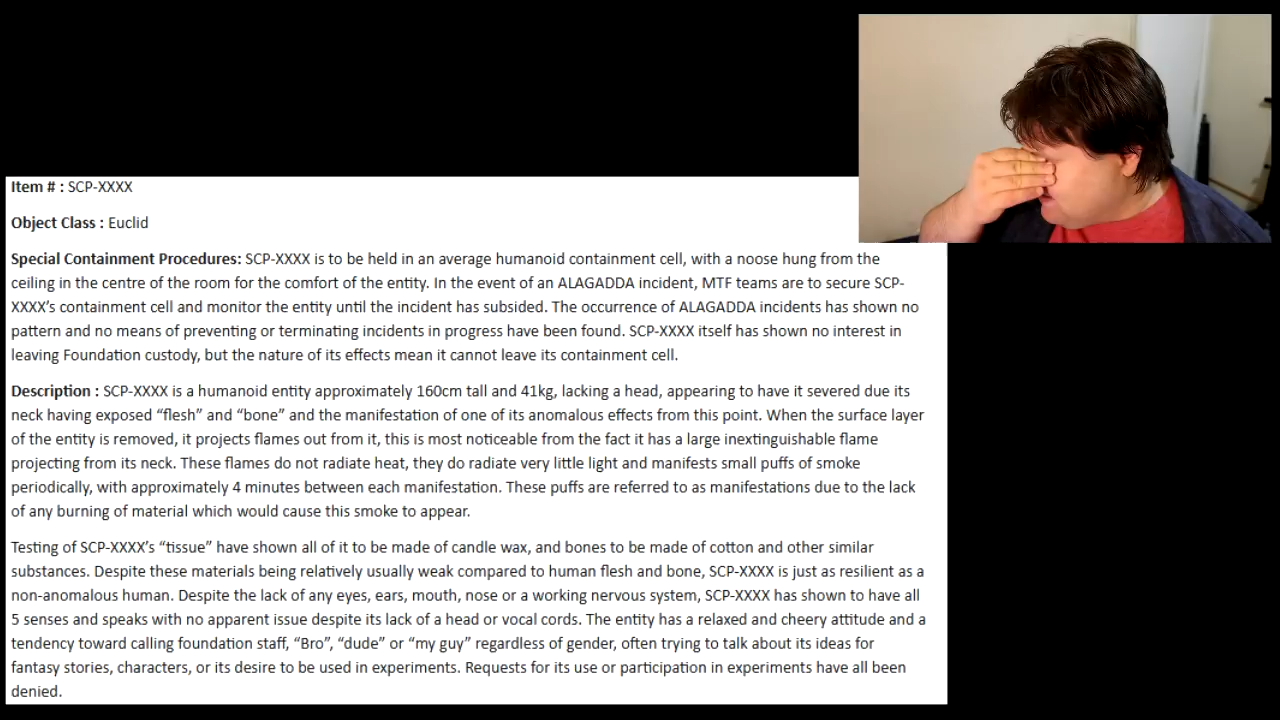 Item # : SCP-XXXX
Object Class : Euclid
Special Containment Procedures: SCP-XXXX is to be held in an average humanoid containment cell, with a noose hung from the
ceiling in the centre of the room for the comfort of the entity. In the event of an ALAGADDA incident, MTF teams are to secure SCP-
XXXX’s containment cell and monitor the entity until the incident has subsided. The occurrence of ALAGADDA incidents has shown no
pattern and no means of preventing or terminating incidents in progress have been found. SCP-XXXX itself has shown no interest in
leaving Foundation custody, but the nature of its effects mean it cannot leave its containment cell.
Description : SCP-XXXX is a humanoid entity approximately 160cm tall and 41kg, lacking a head, appearing to have it severed due its
neck having exposed “flesh” and “bone” and the manifestation of one of its anomalous effects from this point. When the surface layer
of the entity is removed, it projects flames out from it, this is most noticeable from the fact it has a large inextinguishable flame
projecting from its neck. These flames do not radiate heat, they do radiate very little light and manifests small puffs of smoke
periodically, with approximately 4 minutes between each manifestation. These puffs are referred to as manifestations due to the lack
of any burning of material which would cause this smoke to appear.
Testing of SCP-XXXX’s “tissue” have shown all of it to be made of candle wax, and bones to be made of cotton and other similar
substances. Despite these materials being relatively usually weak compared to human flesh and bone, SCP-XXXX is just as resilient as a
non-anomalous human. Despite the lack of any eyes, ears, mouth, nose or a working nervous system, SCP-XXXX has shown to have all
5 senses and speaks with no apparent issue despite its lack of a head or vocal cords. The entity has a relaxed and cheery attitude and a
tendency toward calling foundation staff, “Bro”, “dude” or “my guy” regardless of gender, often trying to talk about its ideas for
fantasy stories, characters, or its desire to be used in experiments. Requests for its use or participation in experiments have all been
denied.